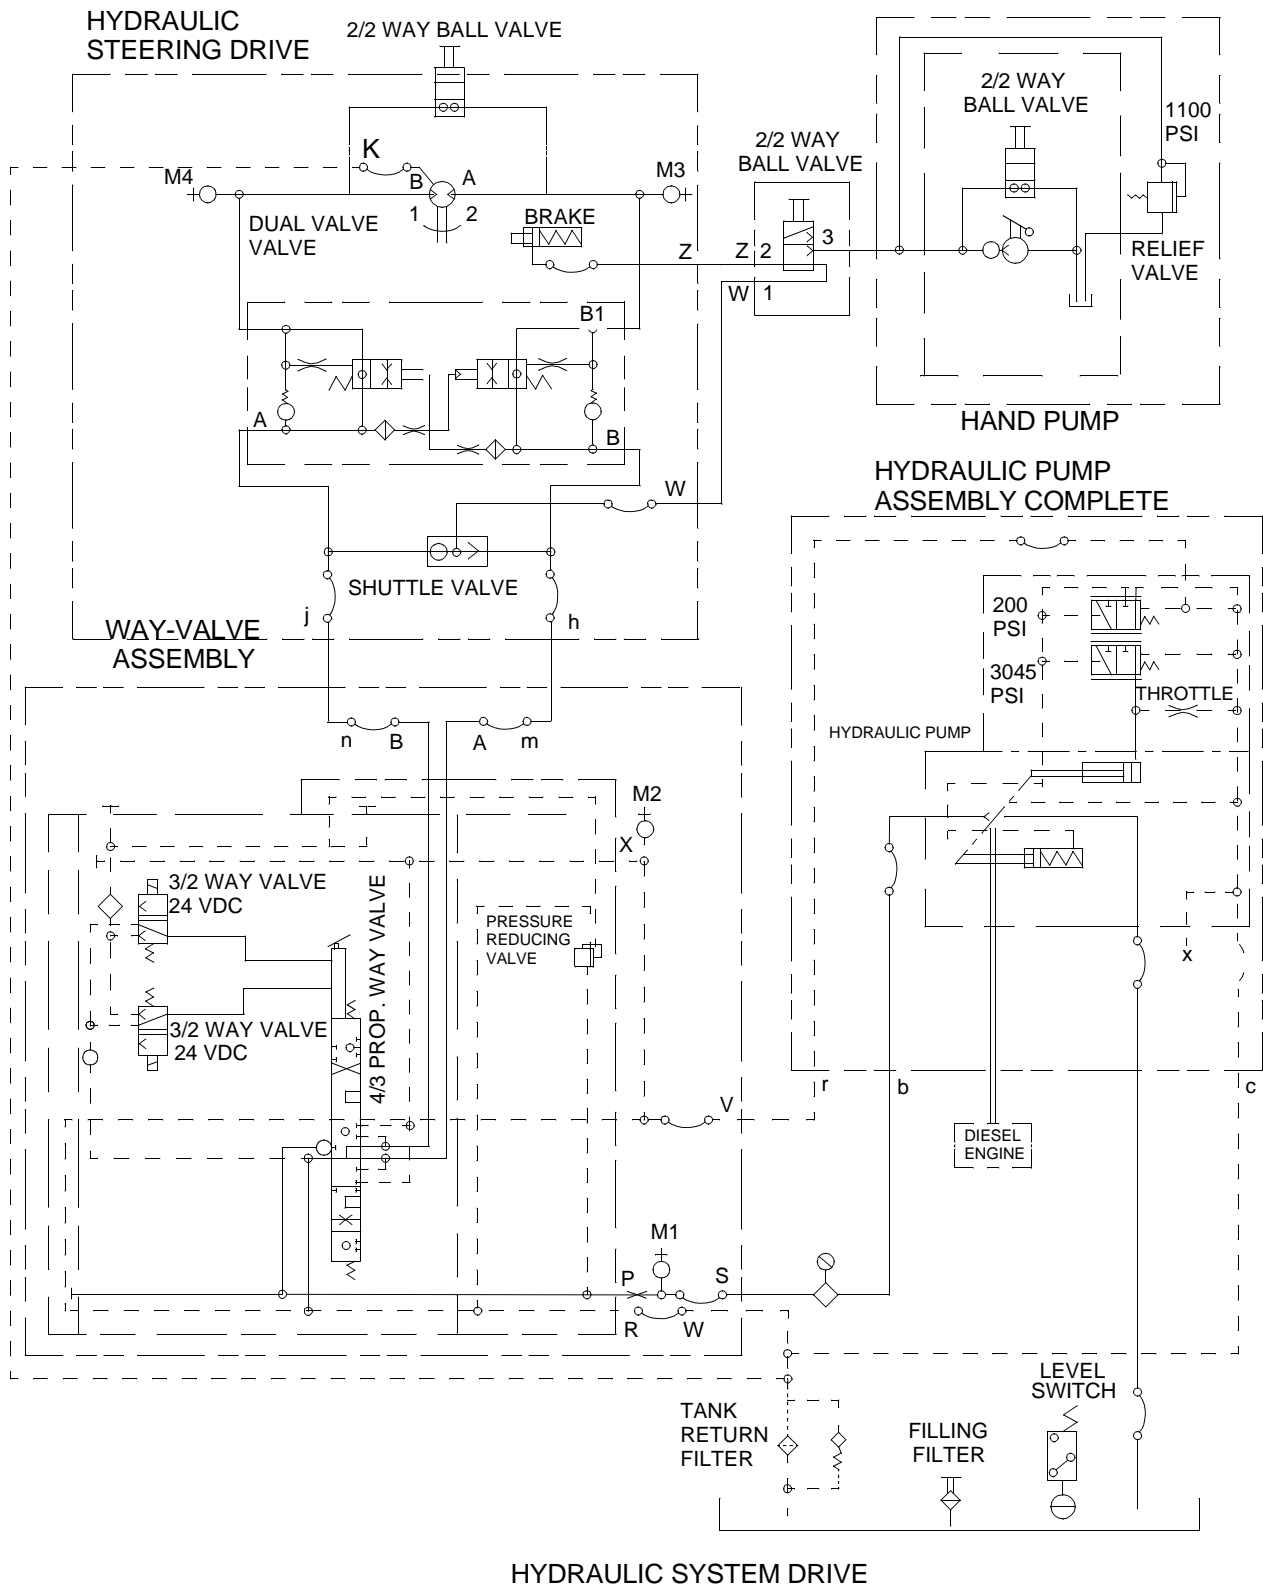 HYDRAULIC
STEERING DRIVE
2/2 WAY BALL VALVE
2/2 WAY
BALL VALVE
1100
PSI
2/2 WAY
BALL VALVE
K
M4
B
A
M3
1
2
DUAL VALVE
VALVE
BRAKE
3
Z
Z
2
W
1
RELIEF
VALVE
B1
A
B
HAND PUMP
HYDRAULIC PUMP
ASSEMBLY COMPLETE
W
SHUTTLE VALVE
j
h
WAY-VALVE
ASSEMBLY
200
PSI
3045
PSI
THROTTLE
HYDRAULIC PUMP
n
B
A
m
M2
X
3/2 WAY VALVE
24 VDC
4/3 PROP. WAY VALVE
PRESSURE
REDUCING
VALVE
x
3/2 WAY VALVE
24 VDC
r
b
c
V
DIESEL
ENGINE
M1
P
S
R
W
LEVEL
SWITCH
TANK
RETURN
FILTER
FILLING
FILTER
HYDRAULIC SYSTEM DRIVE